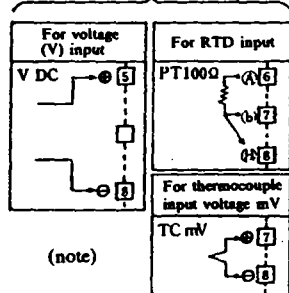 For voltage
(V) input
V DC
⊕ 5
⊖ 8
(note)
For RTD input
PT100Ω
(A) 6
(b) 7
8
For thermocouple
input voltage mV
TC mV
⊕ 7
⊖ 8